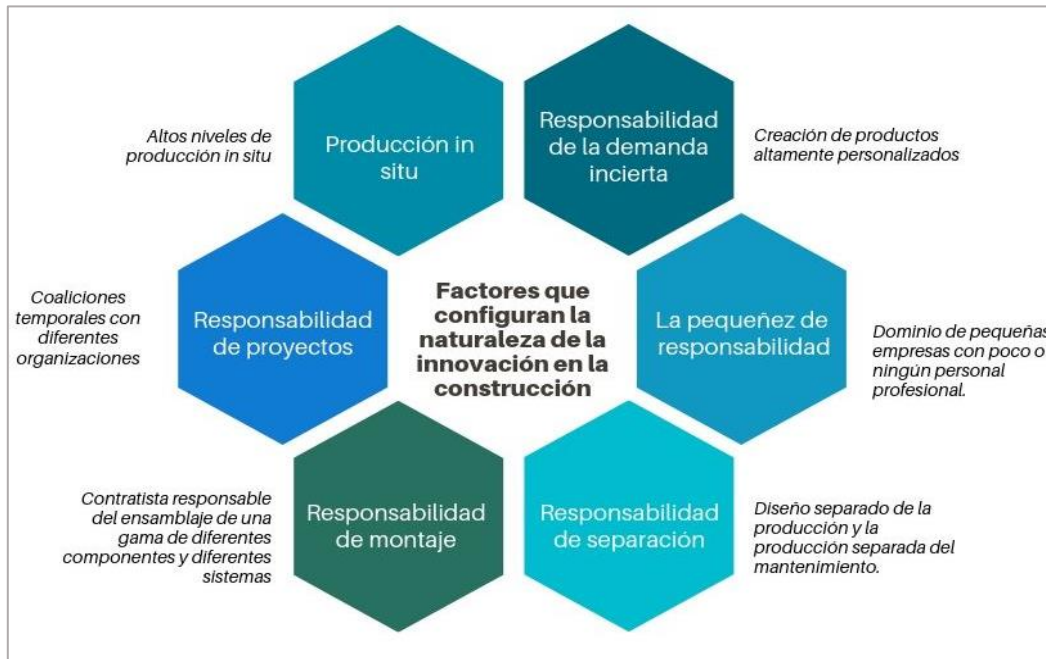 Altos niveles de
producción in situ
Producción in
situ
Responsabilidad
de la demanda
incierta
Creación de productos
altamente personalizados
Coaliciones
temporales con
diferentes
organizaciones
Responsabilidad
de proyectos
Factores que
configuran la
naturaleza de la
innovación en la
construcción
La pequeñez de
responsabilidad
Dominio de pequeñas
empresas con poco o
ningún personal
profesional.
Contratista responsable
del ensamblaje de una
gama de diferentes
componentes y diferentes
sistemas
Responsabilidad
de montaje
Responsabilidad
de separación
Diseño separado de la
producción y la
producción separada del
mantenimiento.